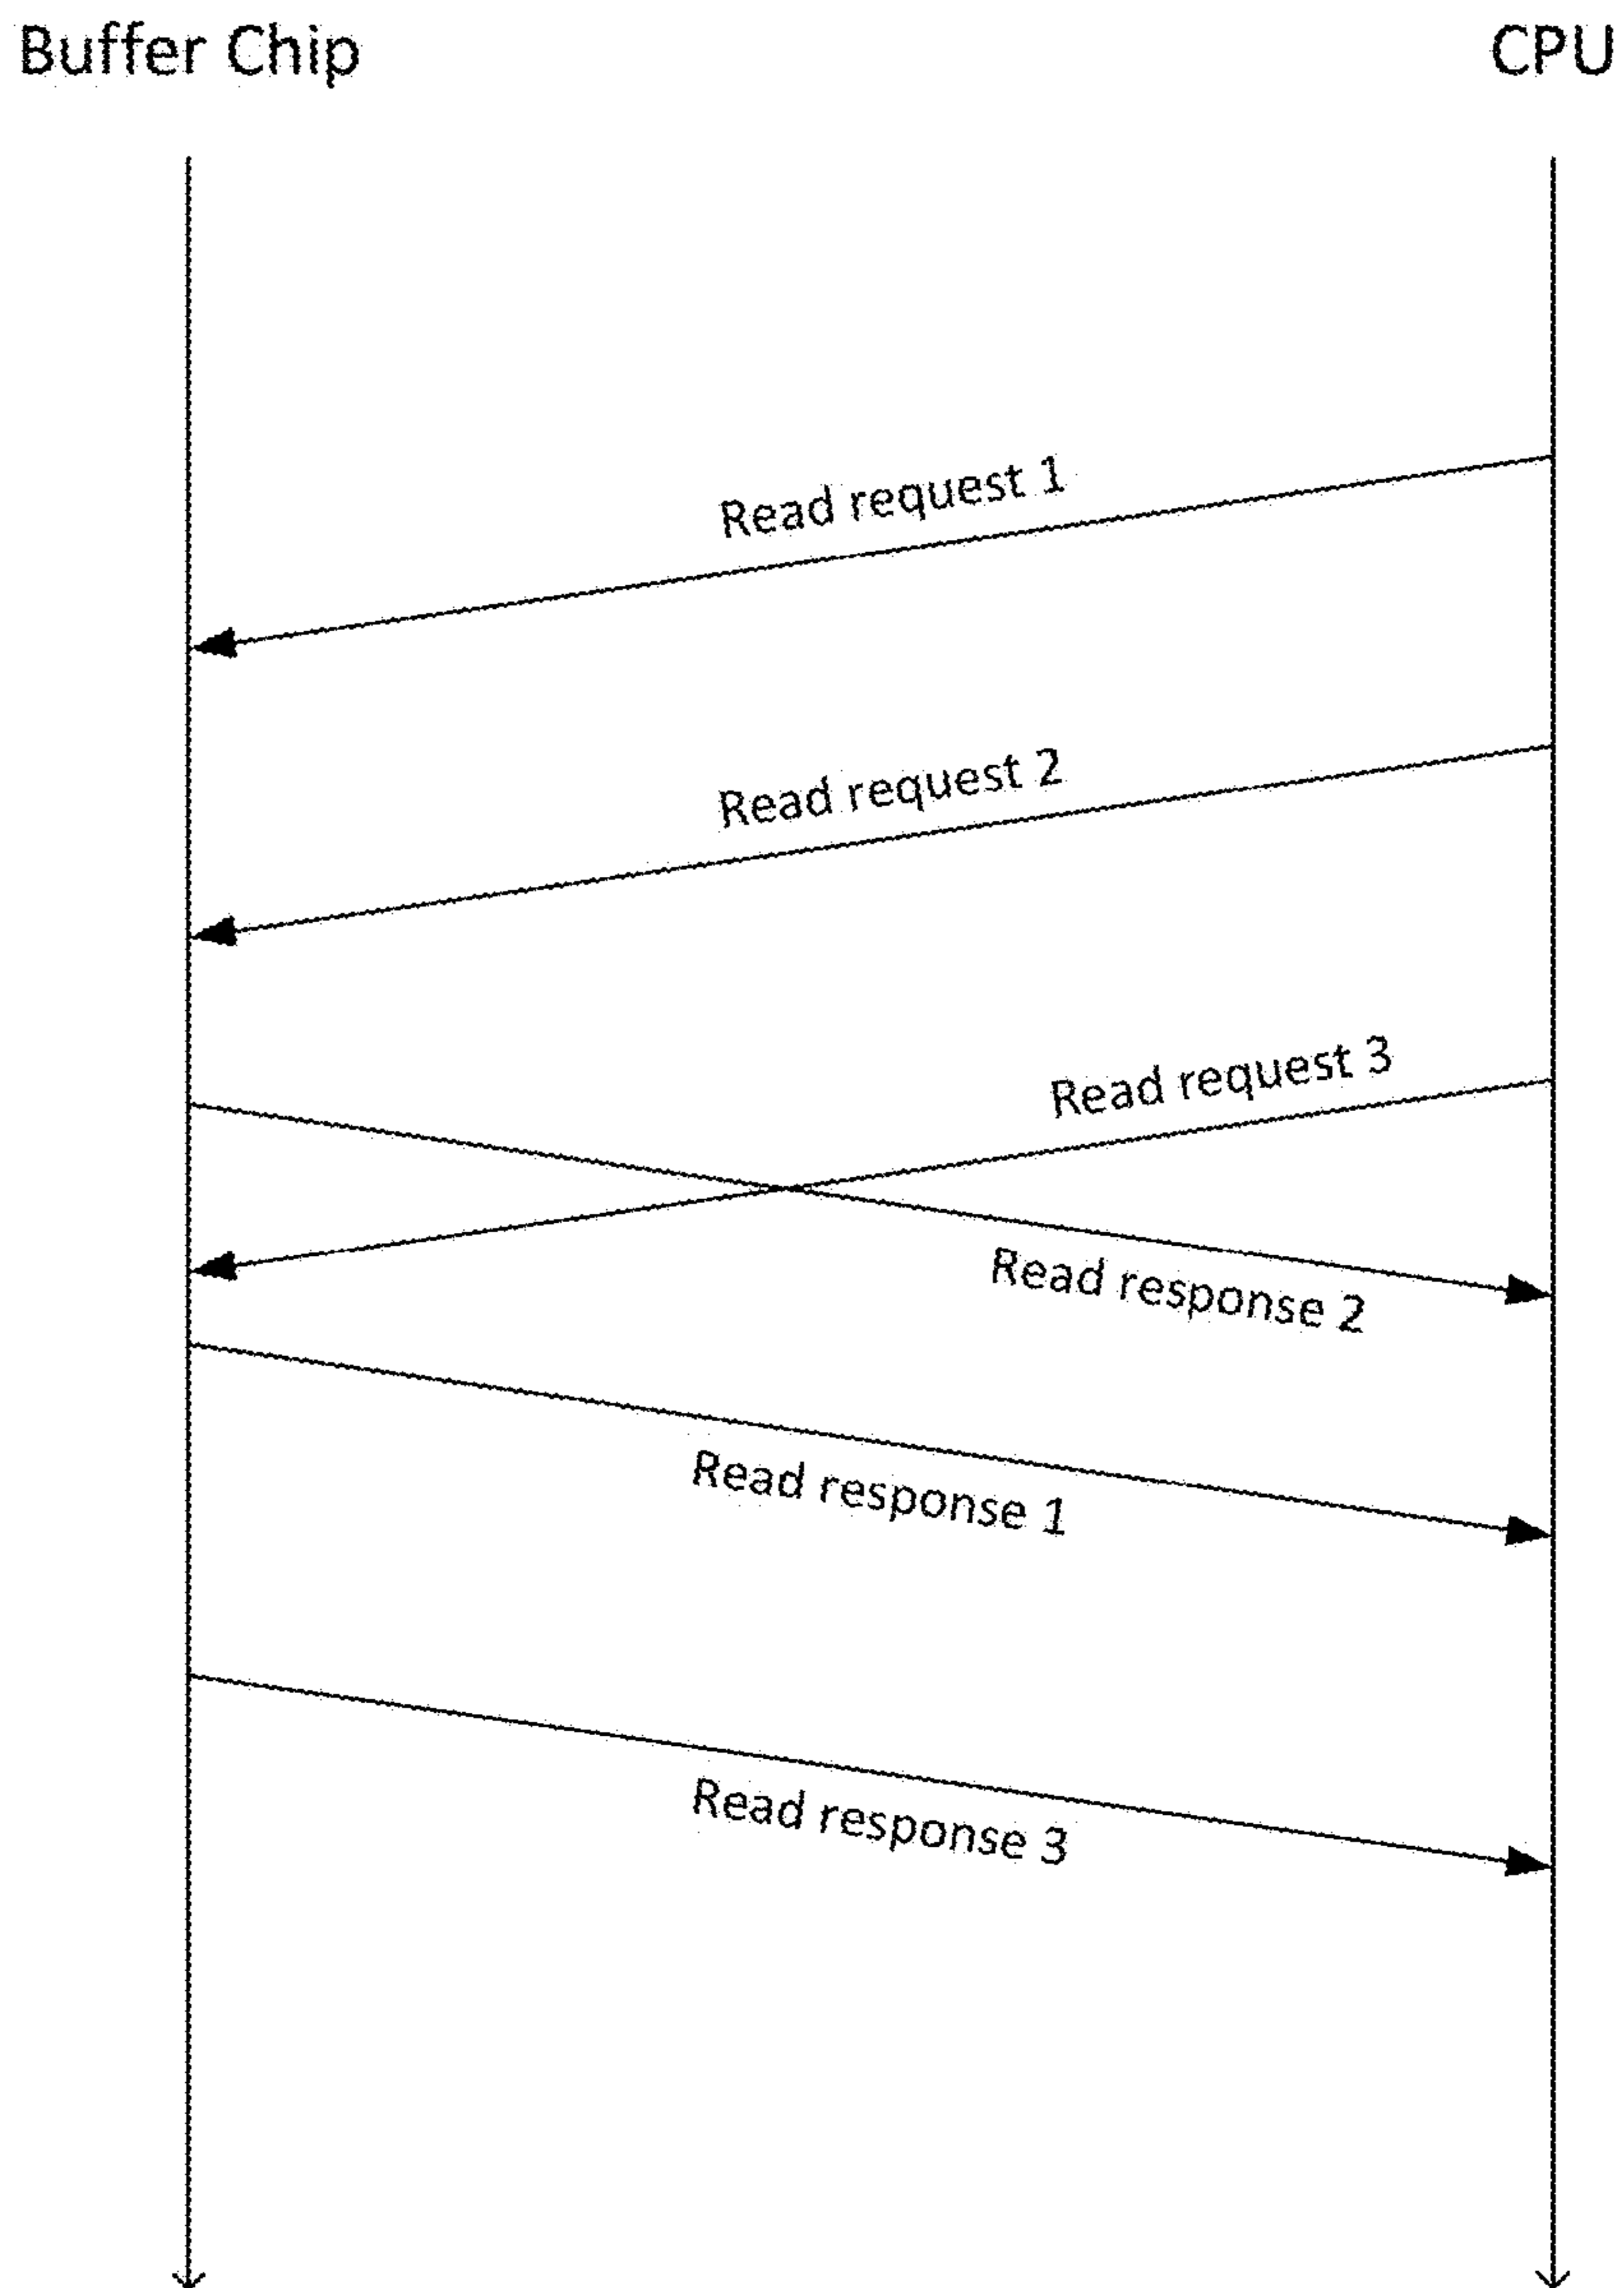 Buffer Chip
CPU
Read request 1
Read request 2
Read request 3
Read response 2
Read response 1
Read response 3